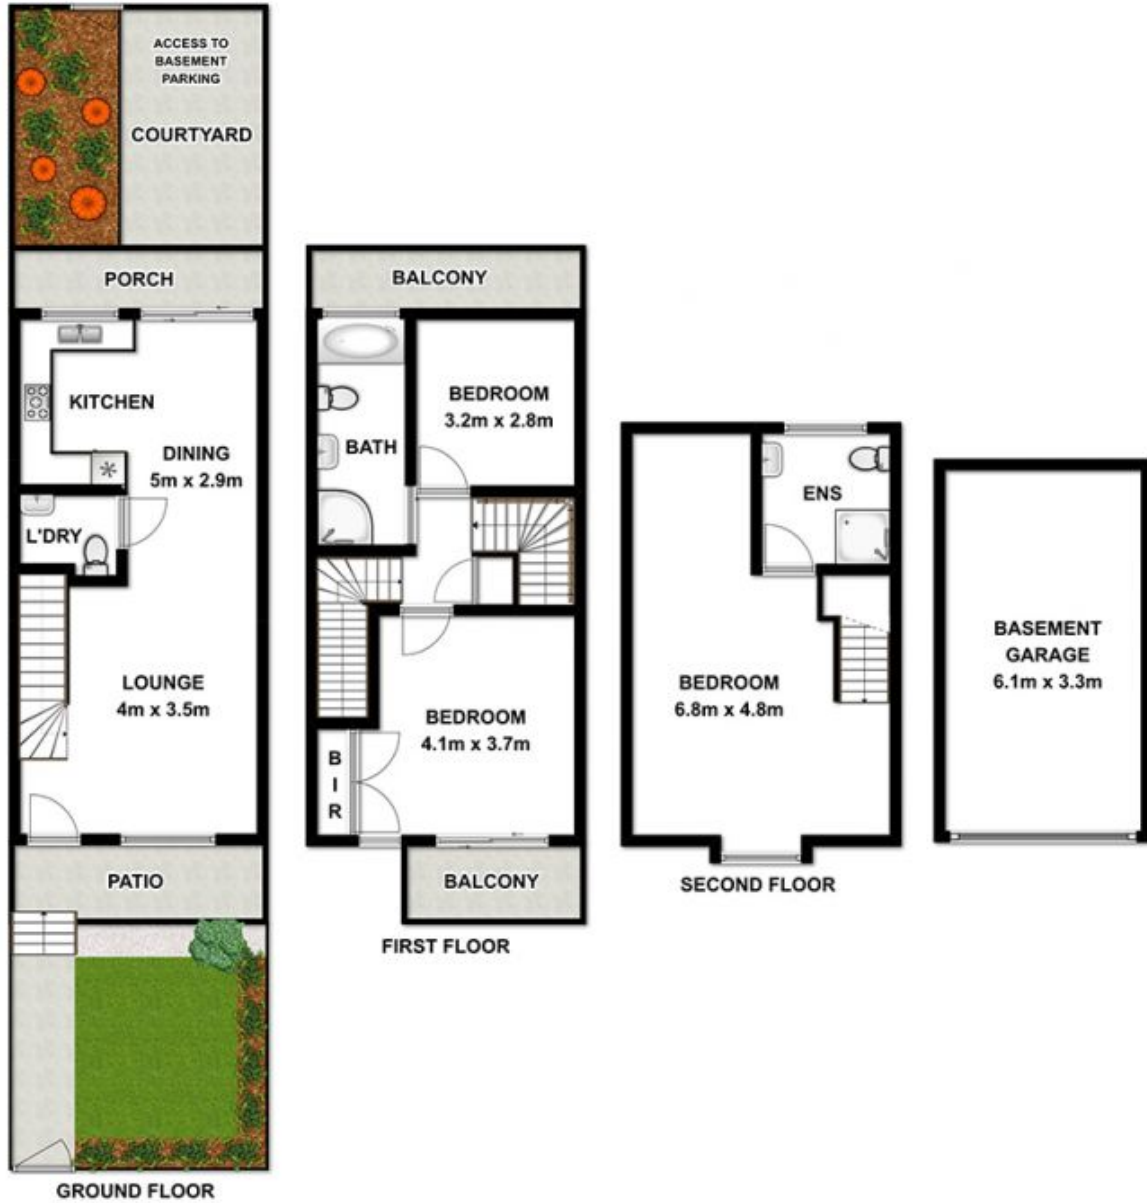 ACCESS TO
BASEMENT
PARKING
COURTYARD
PORCH
KITCHEN
DINING
5m x 2.9m
L'DRY
LOUNGE
4m x 3.5m
PATIO
GROUND FLOOR
BALCONY
BEDROOM
3.2m x 2.8m
BATH
BEDROOM
4.1m x 3.7m
B
I
R
BALCONY
FIRST FLOOR
ENS
BEDROOM
6.8m x 4.8m
SECOND FLOOR
BASEMENT
GARAGE
6.1m x 3.3m